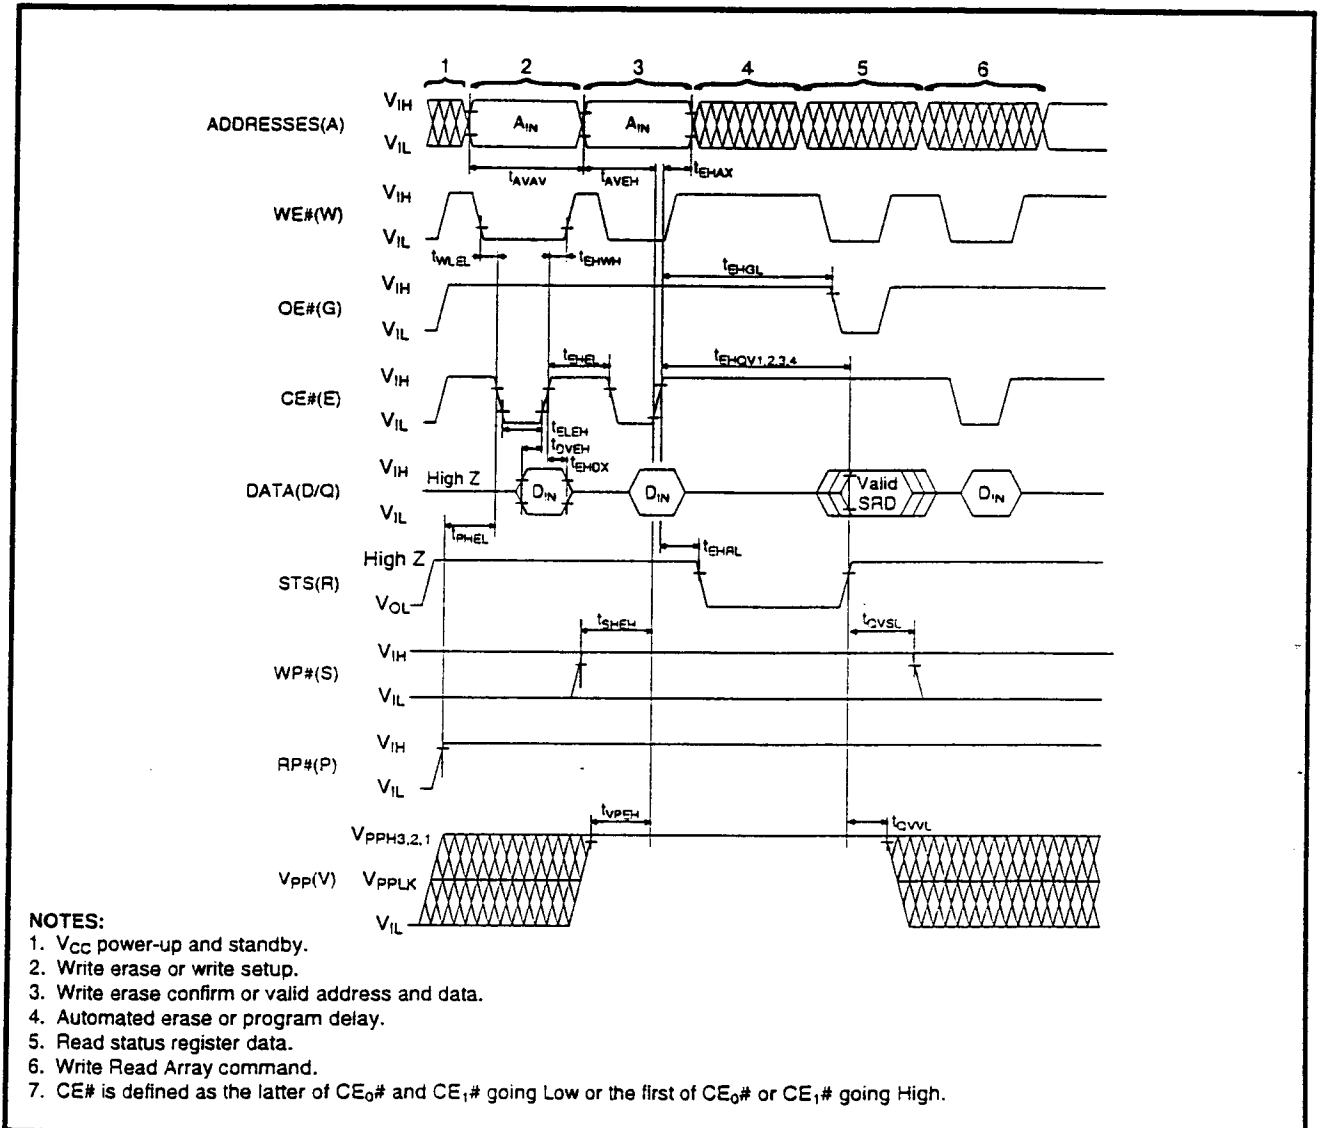 1 2 3 4 5 6
ADDRESSES(A) VIH VIL AIN AIN
tAVAV tAVEH tEHAX
WE#(W) VIH VIL
tWLEL tEHWH
tEHGL
OE#(G) VIH VIL
tEHEL tEHQV1,2,3,4
CE#(E) VIH VIL
tELEH
tDVEH
tEHDX
DATA(D/Q) VIH High Z VIL DIN DIN Valid SRD DIN
tPHEL
tEHRL
STS(R) High Z VOL
tSHEH tQVSL
WP#(S) VIH VIL
RP#(P) VIH VIL
tVPEH tQVVL
VPP(V) VPPH3,2,1 VPPLK VIL
NOTES:
1. VCC power-up and standby.
2. Write erase or write setup.
3. Write erase confirm or valid address and data.
4. Automated erase or program delay.
5. Read status register data.
6. Write Read Array command.
7. CE# is defined as the latter of CE0# and CE1# going Low or the first of CE0# or CE1# going High.